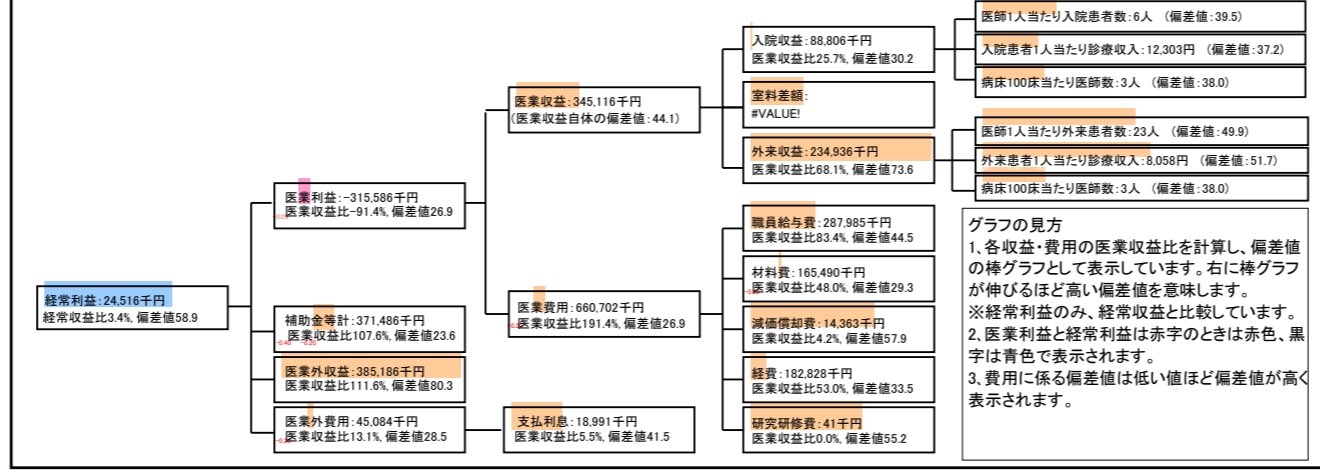 経常利益:24,516千円
経常収益比3.4%, 偏差値58.9
医業利益:-315,586千円
医業収益比-91.4%, 偏差値26.9
補助金等計:371,486千円
医業収益比107.6%, 偏差値23.6
-0.40 -0.20
医業外収益:385,186千円
医業収益比111.6%, 偏差値80.3
医業外費用:45,084千円
医業収益比13.1%, 偏差値28.5
医業収益:345,116千円
(医業収益自体の偏差値:44.1)
医業費用:660,702千円
医業収益比191.4%, 偏差値26.9
支払利息:18,991千円
医業収益比5.5%, 偏差値41.5
入院収益:88,806千円
医業収益比25.7%, 偏差値30.2
室料差額:
#VALUE!
外来収益:234,936千円
医業収益比68.1%, 偏差値73.6
職員給与費:287,985千円
医業収益比83.4%, 偏差値44.5
材料費:165,490千円
医業収益比48.0%, 偏差値29.3
減価償却費:14,363千円
医業収益比4.2%, 偏差値57.9
経費:182,828千円
医業収益比53.0%, 偏差値33.5
研究研修費:41千円
医業収益比0.0%, 偏差値55.2
医師1人当たり入院患者数:6人 (偏差値:39.5)
入院患者1人当たり診療収入:12,303円 (偏差値:37.2)
病床100床当たり医師数:3人 (偏差値:38.0)
医師1人当たり外来患者数:23人 (偏差値:49.9)
外来患者1人当たり診療収入:8,058円 (偏差値:51.7)
病床100床当たり医師数:3人 (偏差値:38.0)
グラフの見方
1、各収益・費用の医業収益比を計算し、偏差値
の棒グラフとして表示しています。右に棒グラフ
が伸びるほど高い偏差値を意味します。
※経常利益のみ、経常収益と比較しています。
2、医業利益と経常利益は赤字のときは赤色、黒
字は青色で表示されます。
3、費用に係る偏差値は低い値ほど偏差値が高く
表示されます。